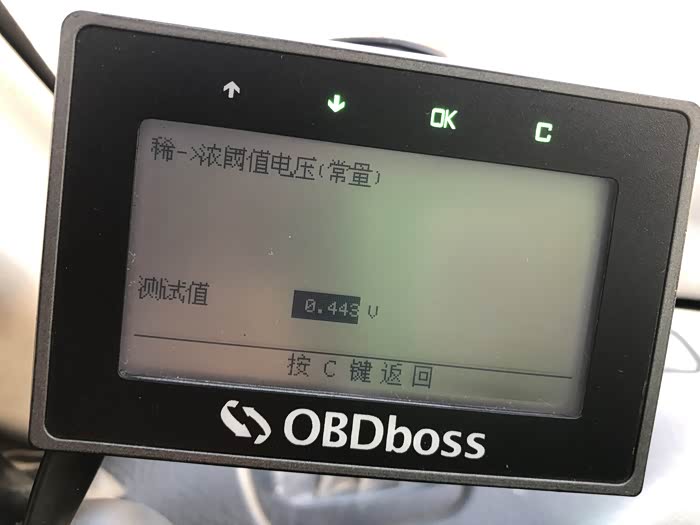 ↑ ↓ OK C
稀->浓阈值电压(常量)
测试值 0.443 V
按 C 键返回
OBDboss